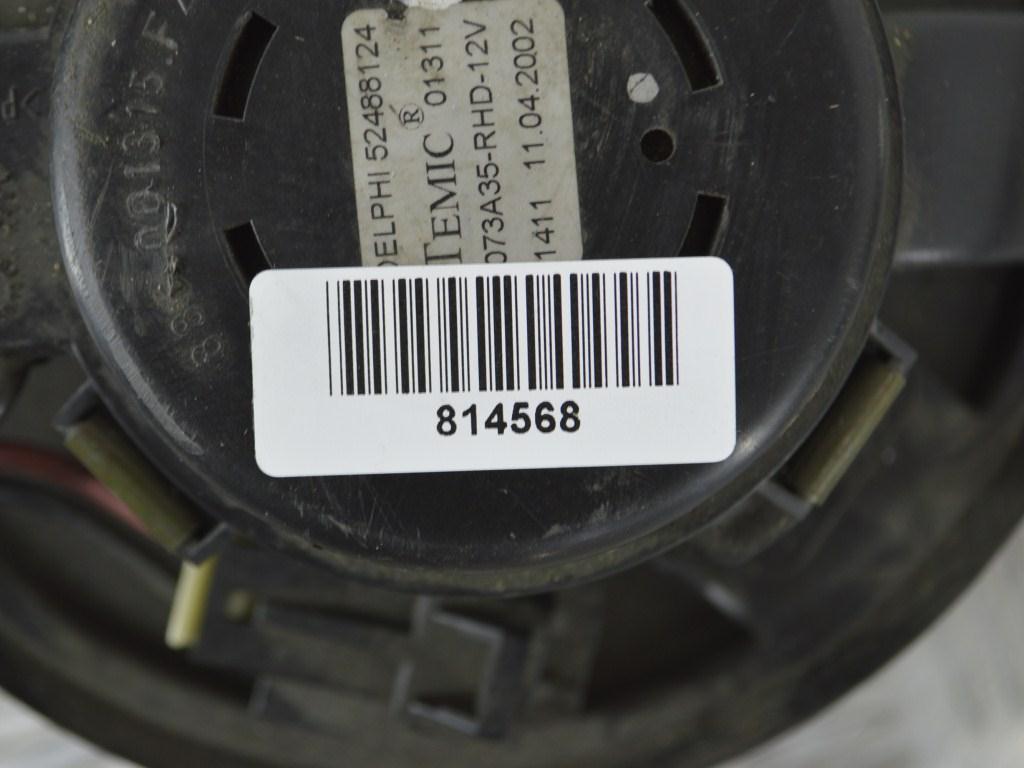 DELPHI 52488124
TEMIC® 01311
073A35-RHD-12V
1411 11.04.2002
814568